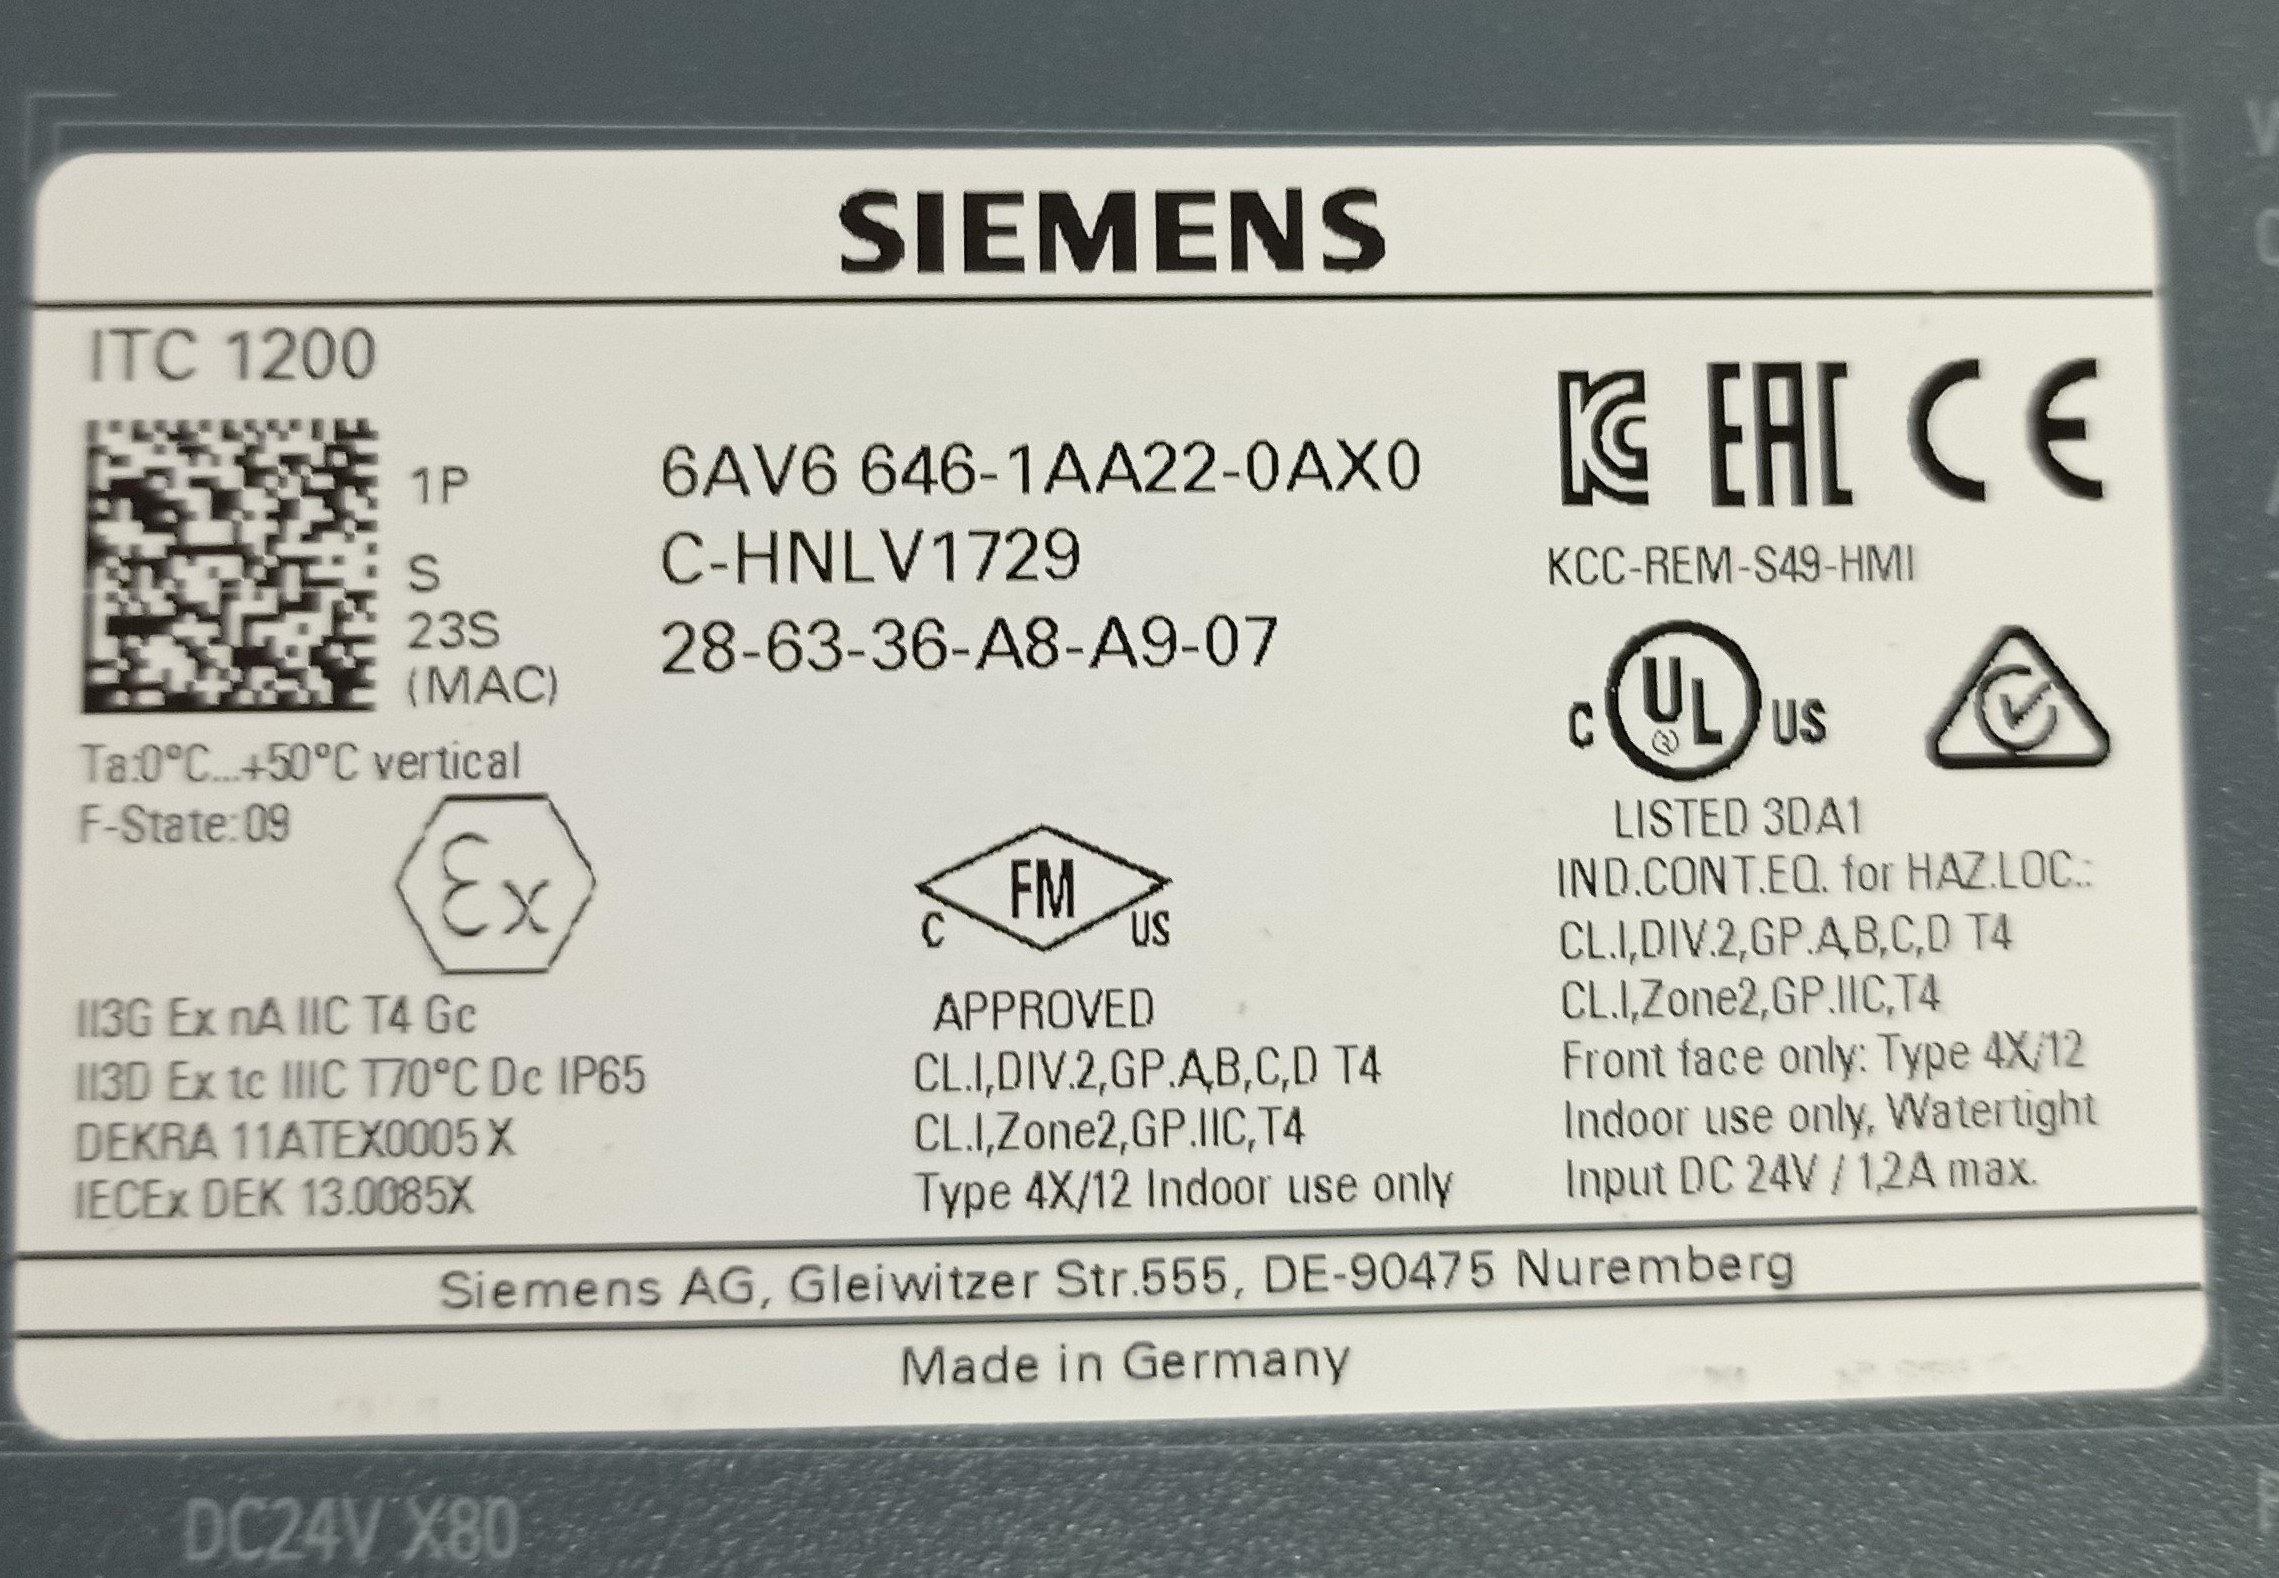 SIEMENS
ITC 1200
1P 6AV6 646-1AA22-0AX0
S C-HNLV1729
23S 28-63-36-A8-A9-07
(MAC)
Ta:0°C...+50°C vertical
F-State:09
Ex
II3G Ex nA IIC T4 Gc
II3D Ex tc IIIC T70°C Dc IP65
DEKRA 11ATEX0005 X
IECEx DEK 13.0085X
FM
C US
APPROVED
CL.I,DIV.2,GP.A,B,C,D T4
CL.I,Zone2,GP.IIC,T4
Type 4X/12 Indoor use only
KC EAC CE
KCC-REM-S49-HMI
C UL US
LISTED 3DA1
IND.CONT.EQ. for HAZ.LOC.:
CL.I,DIV.2,GP.A,B,C,D T4
CL.I,Zone2,GP.IIC,T4
Front face only: Type 4X/12
Indoor use only, Watertight
Input DC 24V / 1,2A max.
Siemens AG, Gleiwitzer Str.555, DE-90475 Nuremberg
Made in Germany
DC24V X80